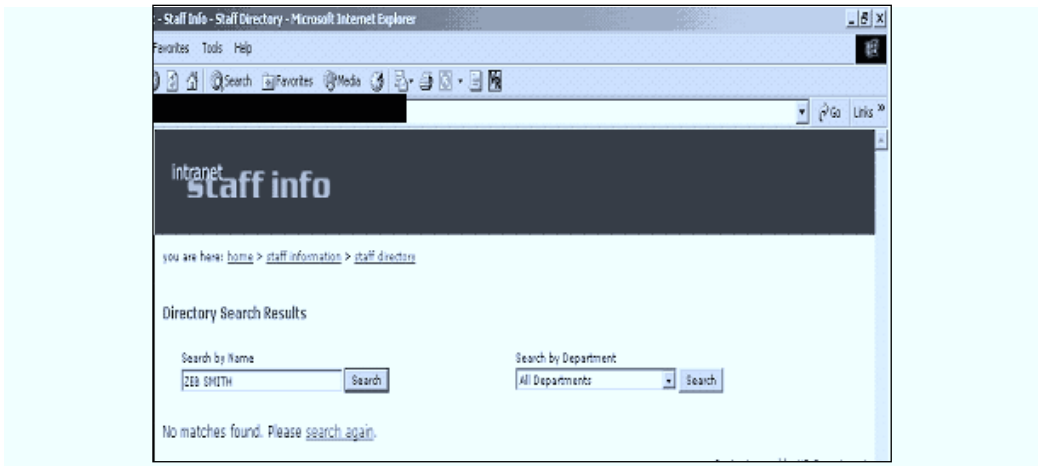 : - Staff Info - Staff Directory - Microsoft Internet Explorer
Favorites Tools Help
Search Favorites Media
Go Links »
intranet
staff info
you are here: home > staff information > staff directory
Directory Search Results
Search by Name
Search by Department
ZEB SMITH Search
All Departments Search
No matches found. Please search again.